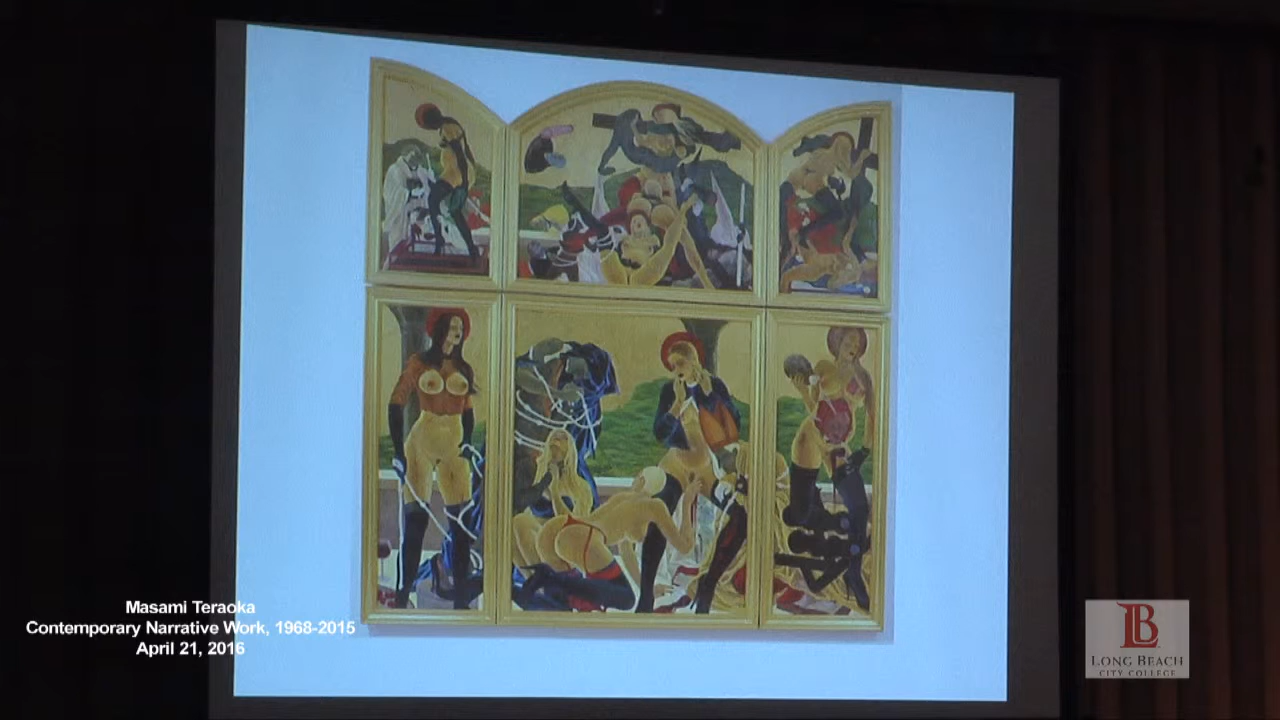 Masami Teraoka
Contemporary Narrative Work, 1968-2015
April 21, 2016
LB
LONG BEACH
CITY COLLEGE